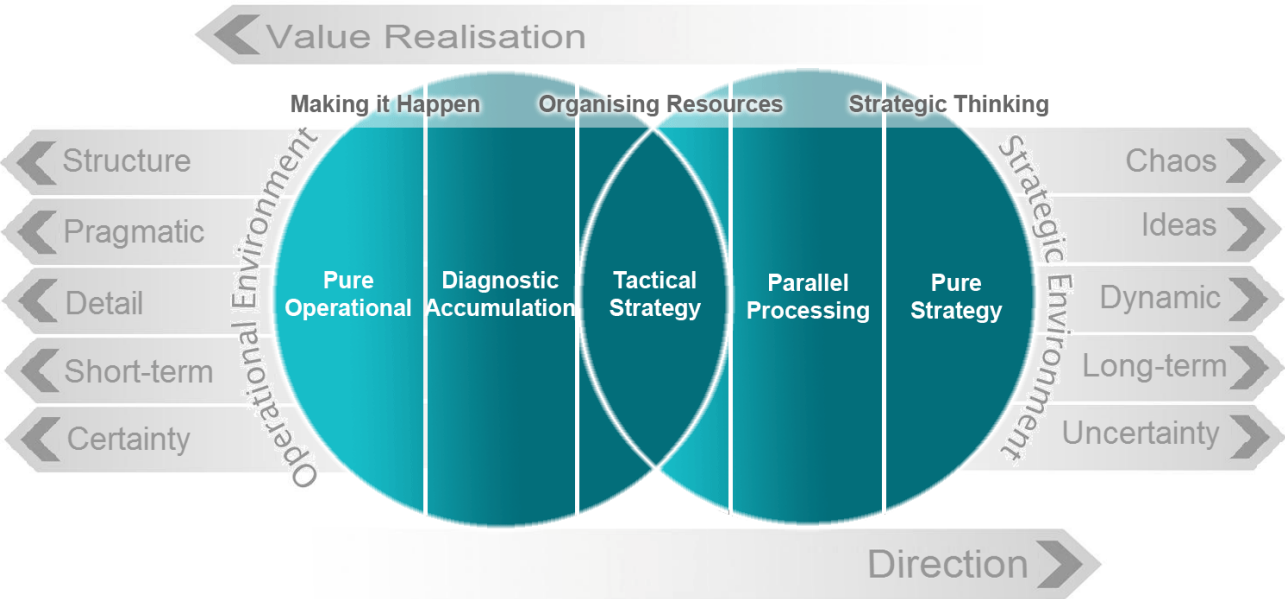 Value Realisation
Making it Happen
Organising Resources
Strategic Thinking
Operational Environment
Strategic Environment
Structure
Pragmatic
Detail
Short-term
Certainty
Pure
Operational
Diagnostic
Accumulation
Tactical
Strategy
Parallel
Processing
Pure
Strategy
Chaos
Ideas
Dynamic
Long-term
Uncertainty
Direction